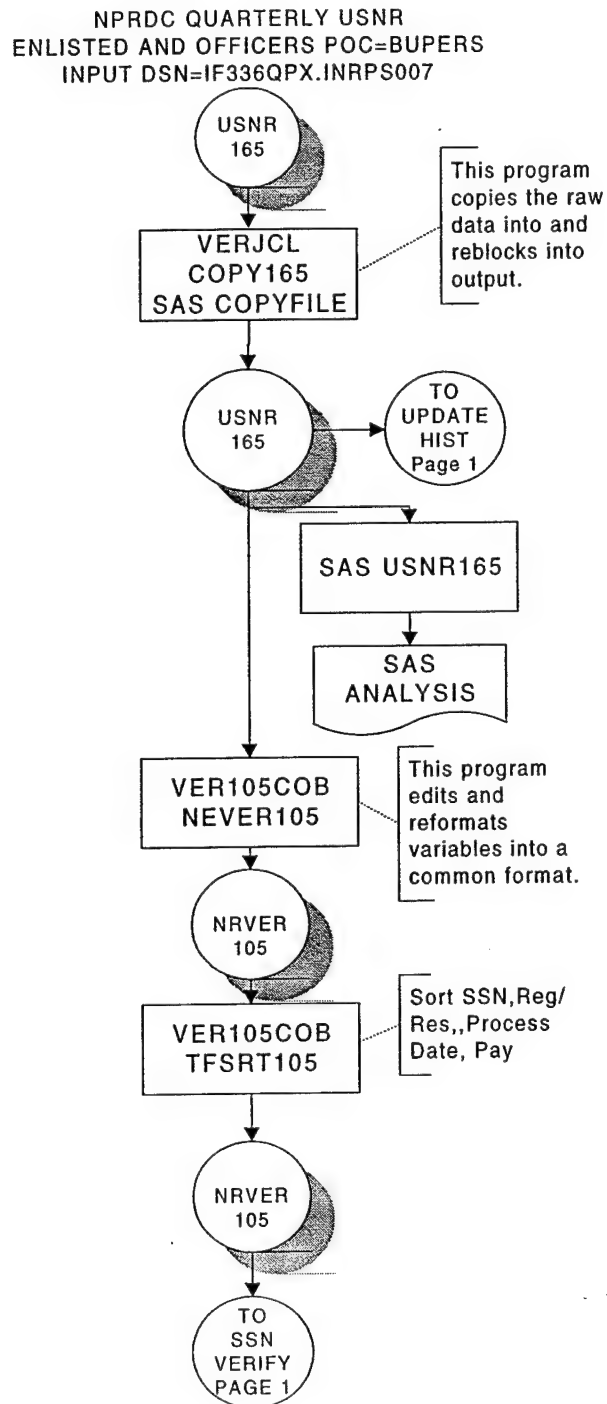 NPRDC QUARTERLY USNR
ENLISTED AND OFFICERS POC=BUPERS
INPUT DSN=IF336QPX.INRPS007
USNR
165
This program
copies the raw
data into and
reblocks into
output.
VERJCL
COPY165
SAS COPYFILE
USNR
165
TO
UPDATE
HIST
Page 1
SAS USNR165
SAS
ANALYSIS
VER105COB
NEVER105
This program
edits and
reformats
variables into a
common format.
NRVER
105
VER105COB
TFSRT105
Sort SSN,Reg/
Res,,Process
Date, Pay
NRVER
105
TO
SSN
VERIFY
PAGE 1